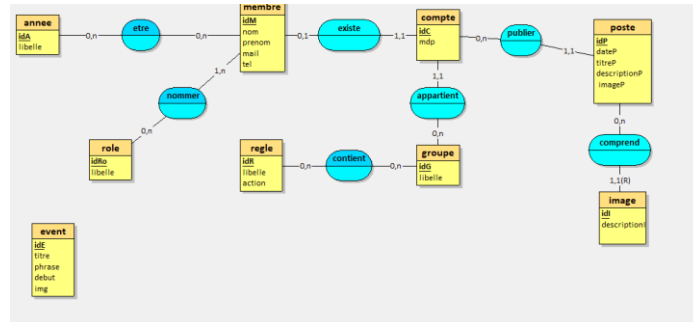 annee
idA
libelle
0,n
etre
0,n
membre
idM
nom
prenom
mail
tel
0,1
existe
1,1
compte
idC
mdp
0,n
publier
1,1
poste
idP
dateP
titreP
descriptionP
imageP
1,n
nommer
0,n
role
idRo
libelle
1,1
appartient
0,n
regle
idR
libelle
action
0,n
contient
0,n
groupe
idG
libelle
0,n
comprend
1,1(R)
image
idI
descriptionI
event
idE
titre
phrase
debut
img